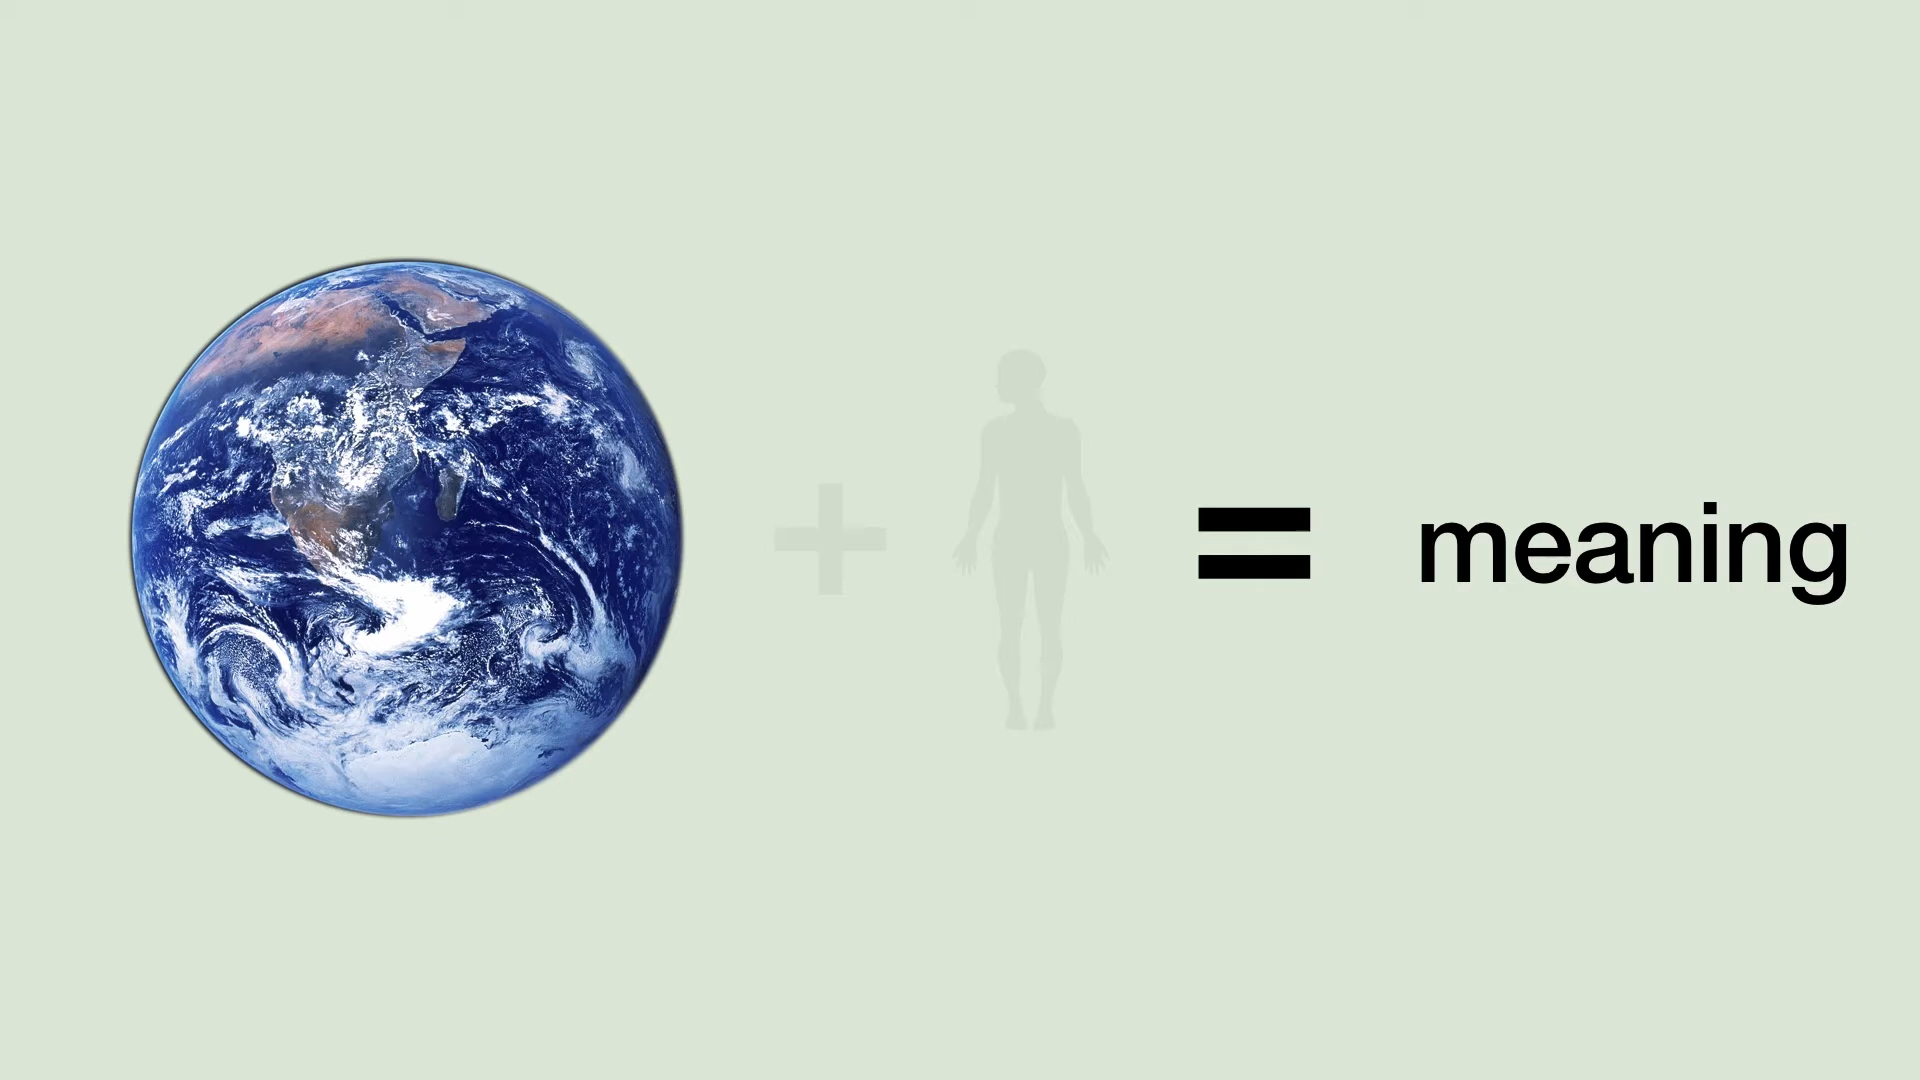 + = meaning